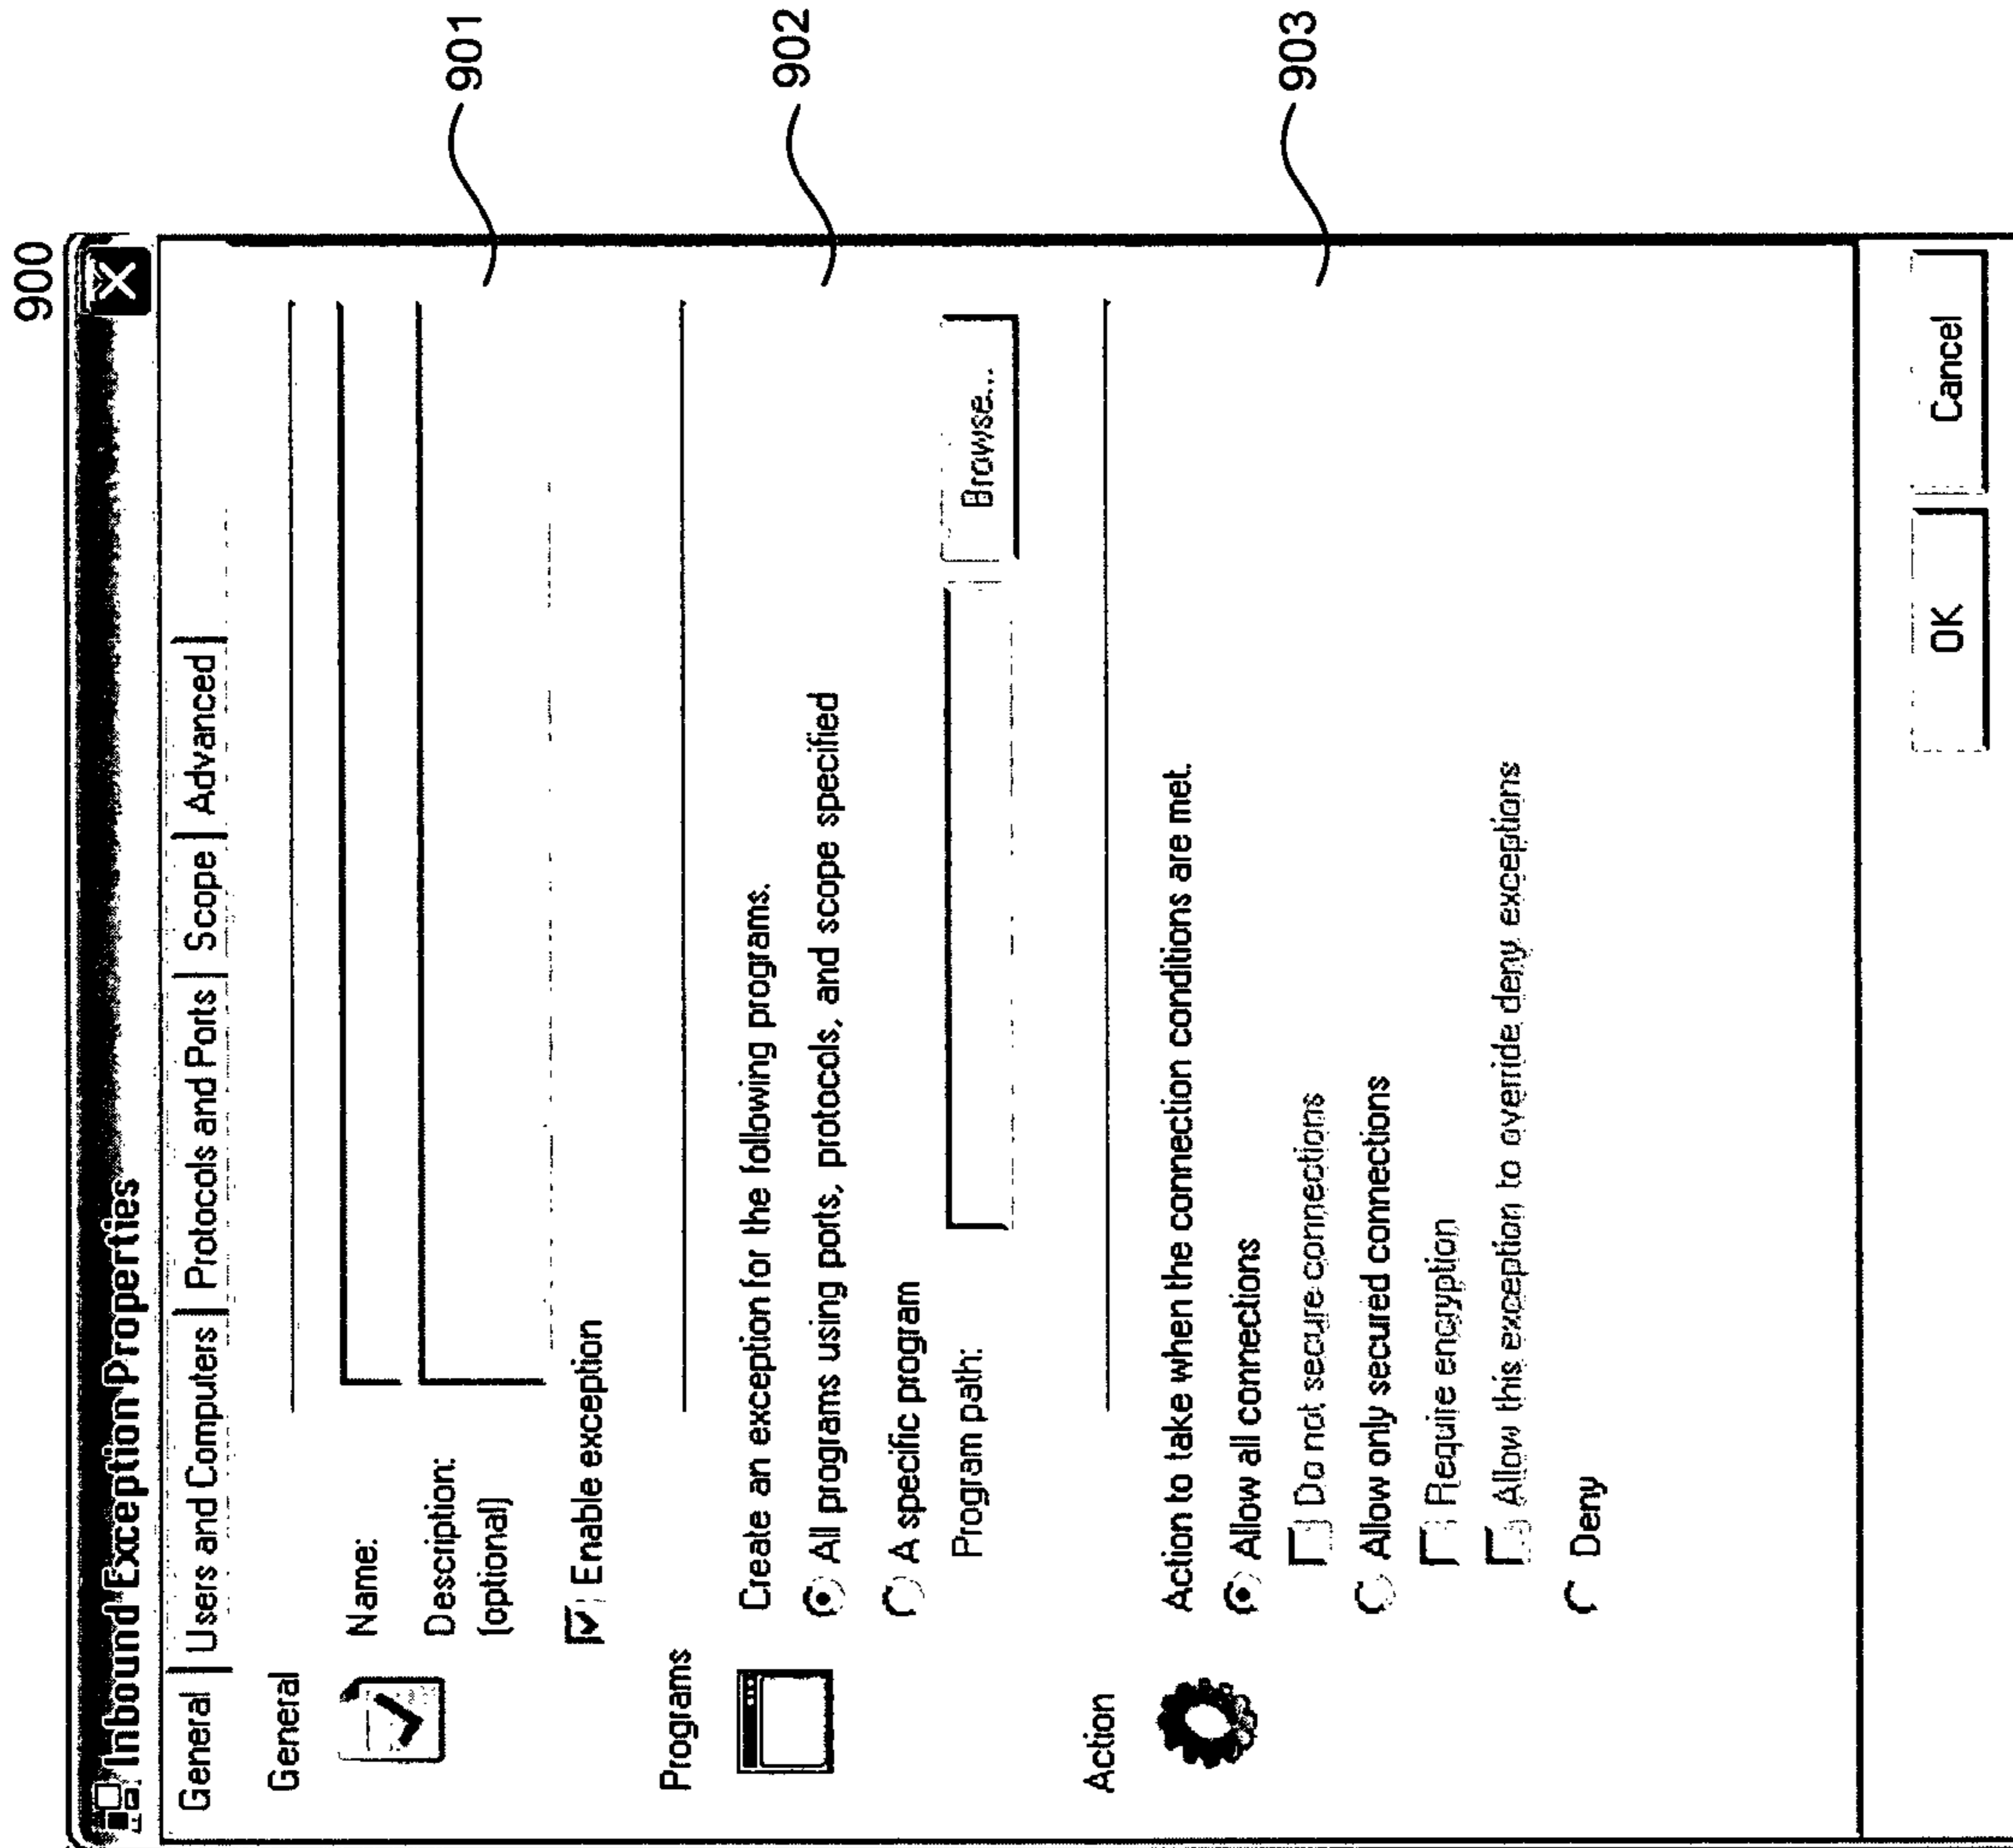 900
Inbound Exception Properties
General Users and Computers Protocols and Ports Scope Advanced
General
Name:
Description:
(optional)
Enable exception
901
Programs
Create an exception for the following programs.
All programs using ports, protocols, and scope specified
A specific program
Program path:
Browse...
902
Action
Action to take when the connection conditions are met.
Allow all connections
Do not secure connections
Allow only secured connections
Require encryption
Allow this exception to override deny exceptions
Deny
903
OK Cancel